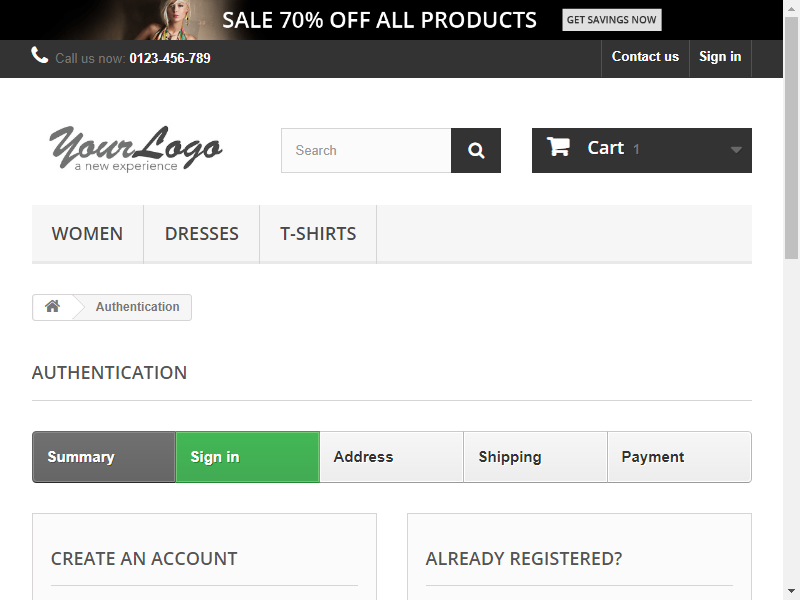 SALE 70% OFF ALL PRODUCTS GET SAVINGS NOW
Call us now: 0123-456-789 Contact us Sign in
YourLogo
a new experience
Search
Cart 1
WOMEN DRESSES T-SHIRTS
Authentication
AUTHENTICATION
Summary Sign in Address Shipping Payment
CREATE AN ACCOUNT
ALREADY REGISTERED?